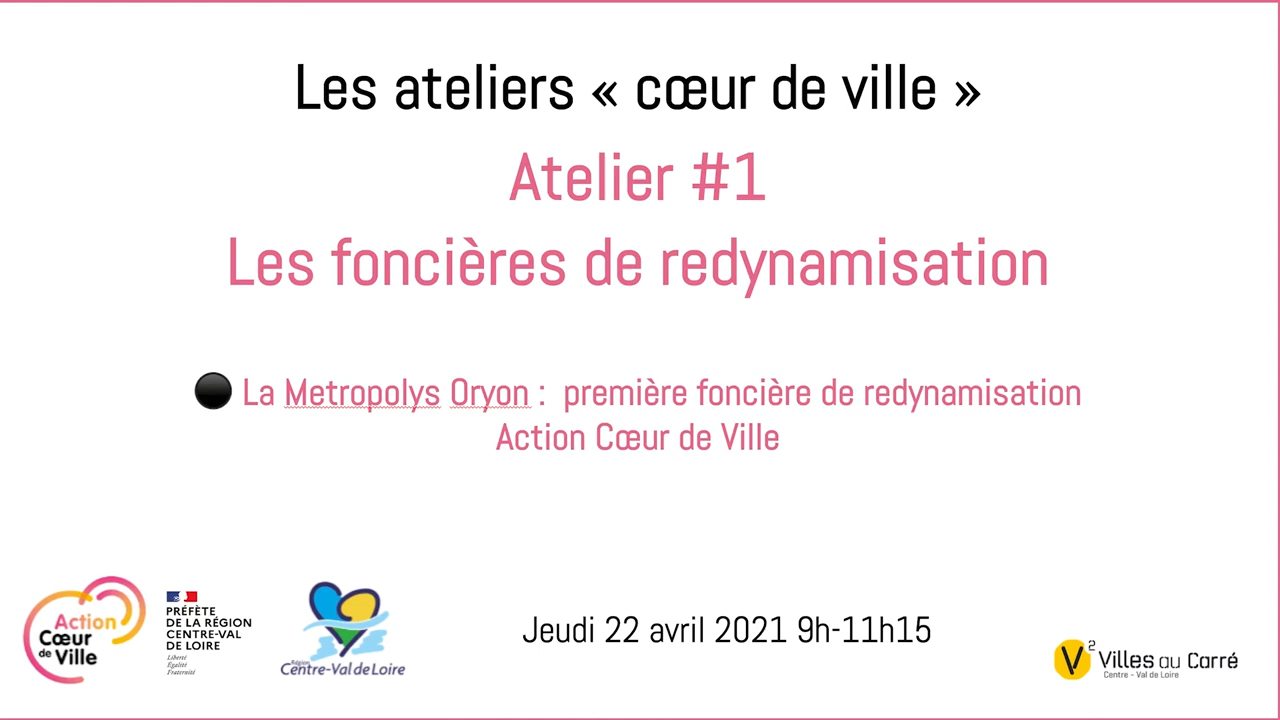 Les ateliers « cœur de ville »
Atelier #1
Les foncières de redynamisation
La Metropolys Oryon : première foncière de redynamisation
Action Cœur de Ville
Action
Cœur
de Ville
PRÉFÈTE
DE LA RÉGION
CENTRE-VAL
DE LOIRE
Liberté
Égalité
Fraternité
Région
Centre-Val de Loire
Jeudi 22 avril 2021 9h-11h15
V2 Villes au Carré
Centre - Val de Loire